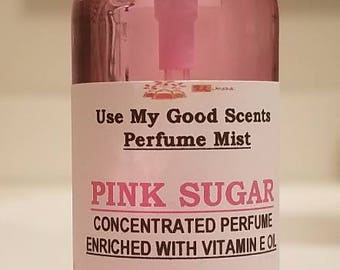 Use My Good Scents
Perfume Mist
PINK SUGAR
CONCENTRATED PERFUME
ENRICHED WITH VITAMIN E OIL